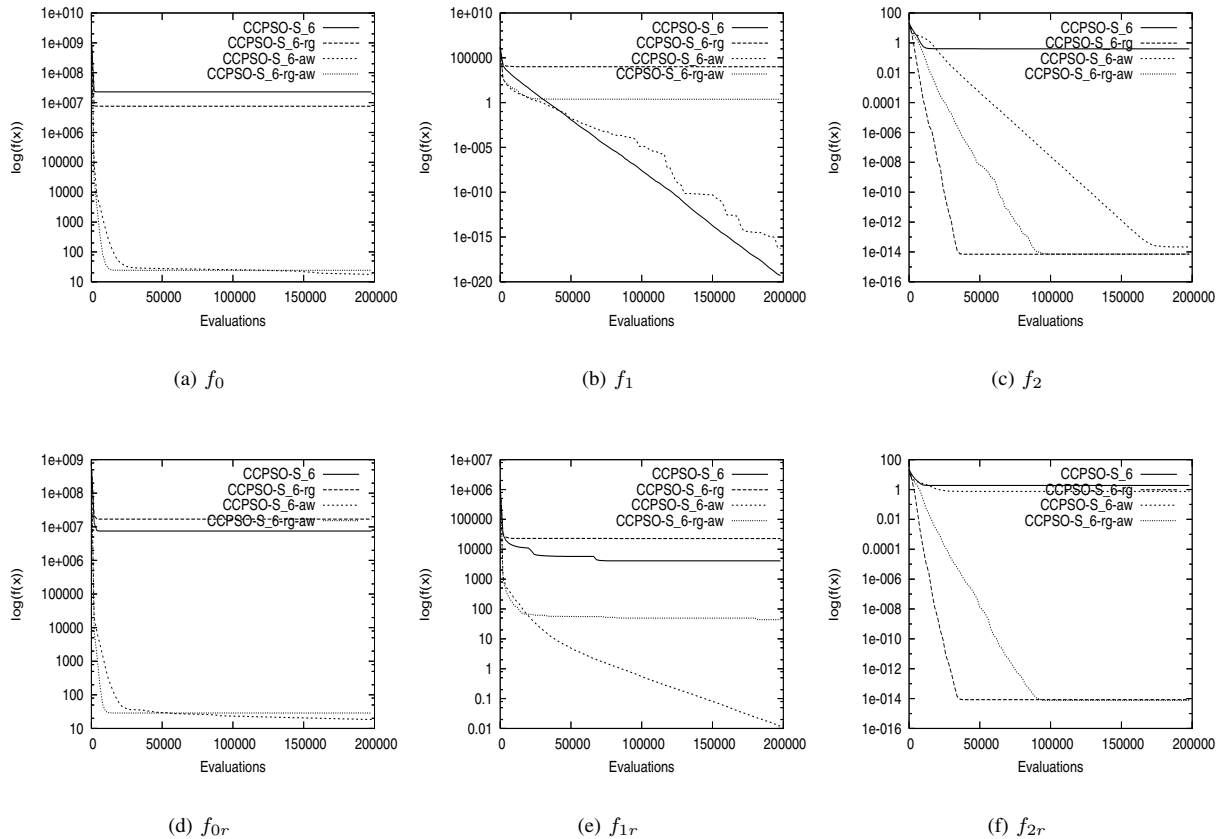 1e+010
1e+009
1e+008
1e+007
1e+006
100000
10000
1000
100
10
log(f(x))
0 50000 100000 150000 200000
Evaluations
CCPSO-S_6
CCPSO-S_6-rg
CCPSO-S_6-aw
CCPSO-S_6-rg-aw
(a) f0
1e+010
100000
1
1e-005
1e-010
1e-015
1e-020
log(f(x))
0 50000 100000 150000 200000
Evaluations
CCPSO-S_6
CCPSO-S_6-rg
CCPSO-S_6-aw
CCPSO-S_6-rg-aw
(b) f1
100
1
0.01
0.0001
1e-006
1e-008
1e-010
1e-012
1e-014
1e-016
log(f(x))
0 50000 100000 150000 200000
Evaluations
CCPSO-S_6
CCPSO-S_6-rg
CCPSO-S_6-aw
CCPSO-S_6-rg-aw
(c) f2
1e+009
1e+008
1e+007
1e+006
100000
10000
1000
100
10
log(f(x))
0 50000 100000 150000 200000
Evaluations
CCPSO-S_6
CCPSO-S_6-rg
CCPSO-S_6-aw
CCPSO-S_6-rg-aw
(d) f0r
1e+007
1e+006
100000
10000
1000
100
10
1
0.1
0.01
log(f(x))
0 50000 100000 150000 200000
Evaluations
CCPSO-S_6
CCPSO-S_6-rg
CCPSO-S_6-aw
CCPSO-S_6-rg-aw
(e) f1r
100
1
0.01
0.0001
1e-006
1e-008
1e-010
1e-012
1e-014
1e-016
log(f(x))
0 50000 100000 150000 200000
Evaluations
CCPSO-S_6
CCPSO-S_6-rg
CCPSO-S_6-aw
CCPSO-S_6-rg-aw
(f) f2r